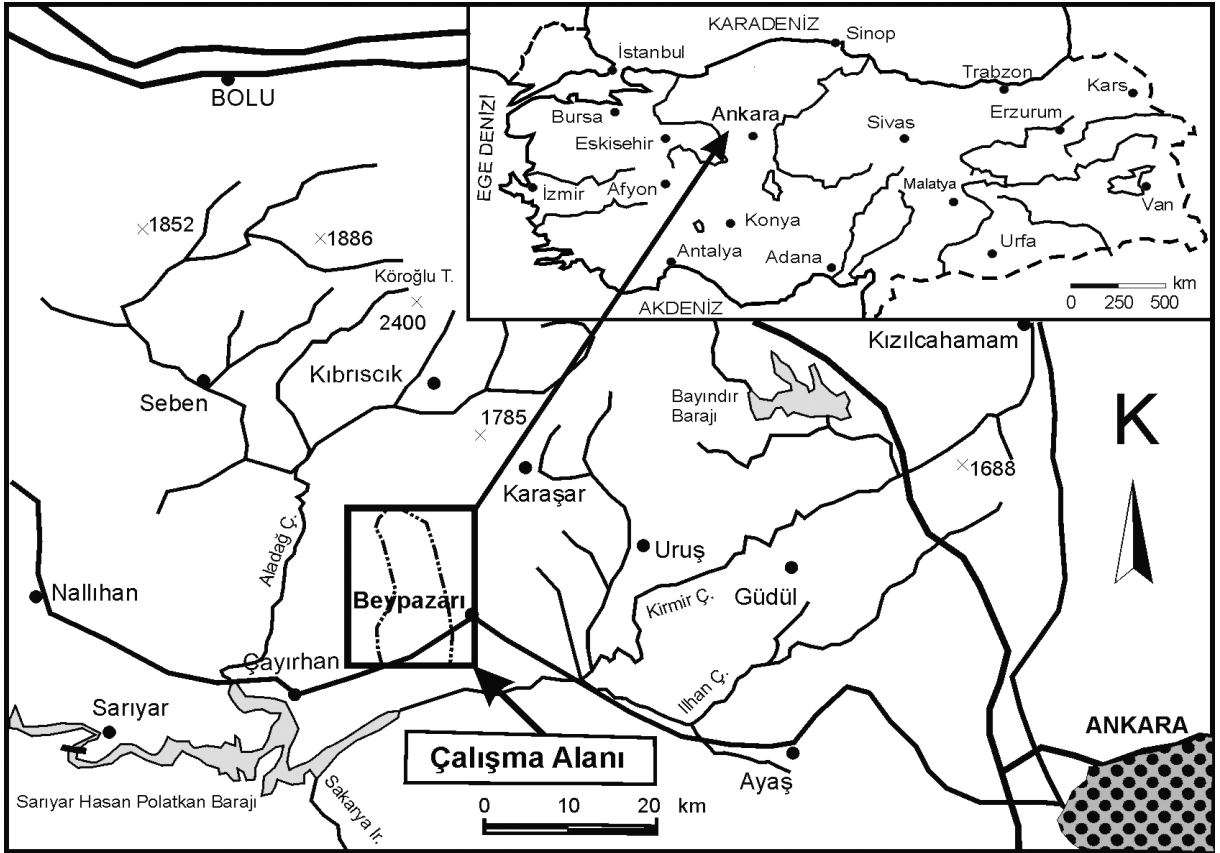 KARADENİZ
Sinop
İstanbul
Trabzon
Kars
BOLU
Bursa
Ankara
Sivas
Erzurum
Eskisehir
EGE DENİZİ
İzmir
Afyon
Malatya
Van
Konya
Urfa
Antalya
Adana
AKDENİZ
km
0 250 500
1852
1886
Köroğlu T.
2400
Kızılcahamam
Kıbrıscık
Seben
Bayındır
Barajı
1785
K
1688
Karaşar
Aladağ Ç.
Uruş
Nallıhan
Beypazarı
Kirmir Ç.
Güdül
Çayırhan
Ilhan Ç.
Sarıyar
ANKARA
Çalışma Alanı
Ayaş
Sarıyar Hasan Polatkan Barajı
Sakarya Ir.
0 10 20 km